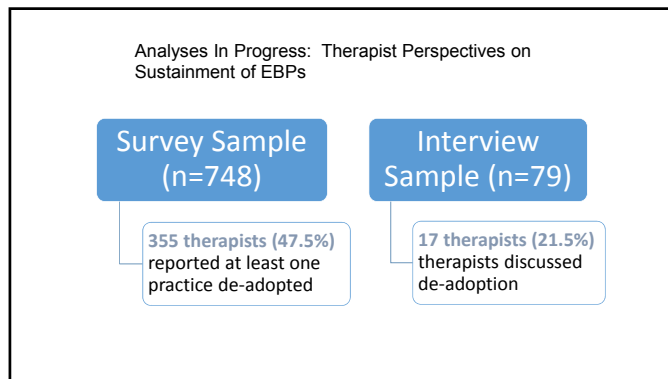 Analyses In Progress:  Therapist Perspectives on
Sustainment of EBPs
Survey Sample
(n=748)
355 therapists (47.5%)
reported at least one
practice de-adopted
Interview
Sample (n=79)
17 therapists (21.5%)
therapists discussed
de-adoption